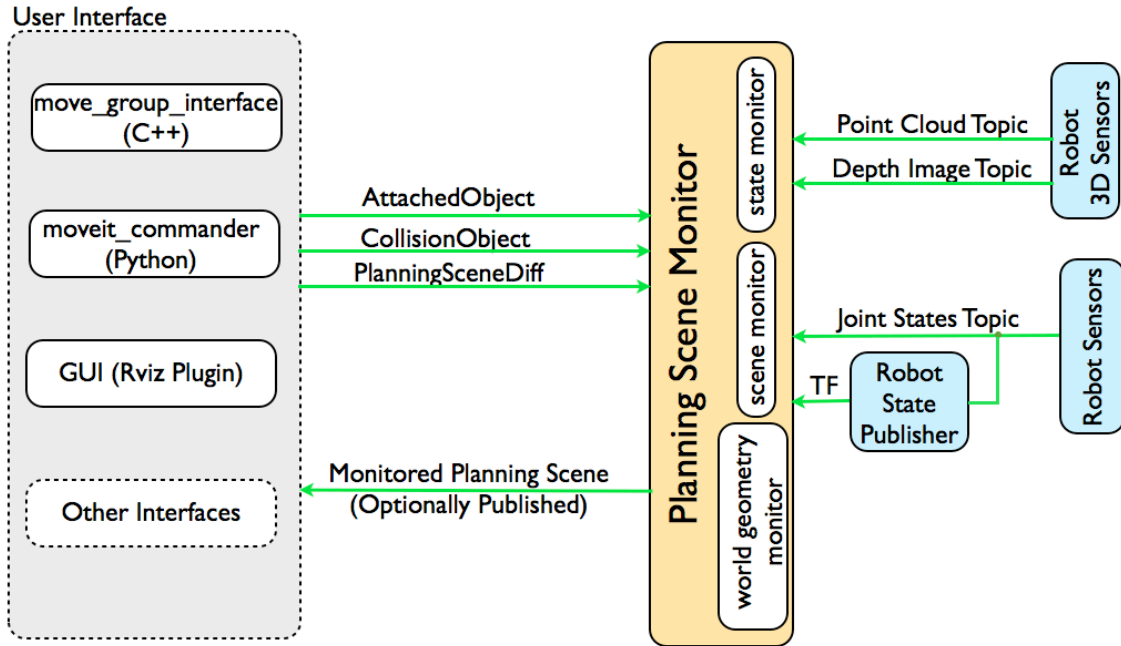 User Interface
move_group_interface
(C++)
moveit_commander
(Python)
GUI (Rviz Plugin)
Other Interfaces
AttachedObject
CollisionObject
PlanningSceneDiff
Monitored Planning Scene
(Optionally Published)
Planning Scene Monitor
state monitor
scene monitor
world geometry
monitor
Point Cloud Topic
Depth Image Topic
Joint States Topic
TF
Robot
State
Publisher
Robot
3D Sensors
Robot Sensors